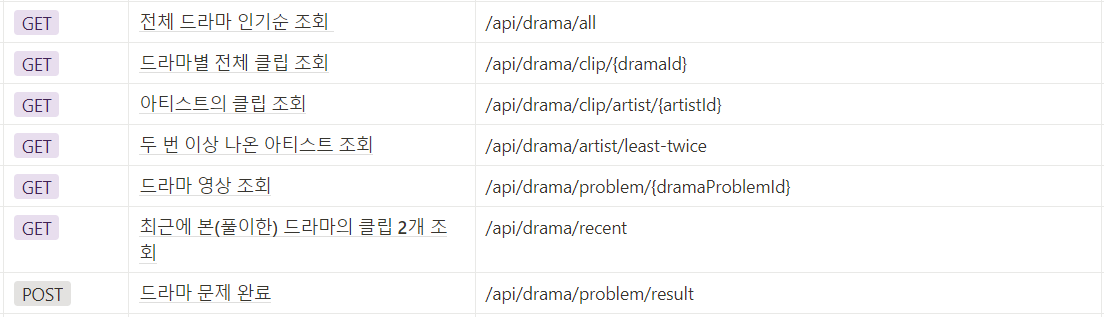 GET 전체 드라마 인기순 조회 /api/drama/all
GET 드라마별 전체 클립 조회 /api/drama/clip/{dramaId}
GET 아티스트의 클립 조회 /api/drama/clip/artist/{artistId}
GET 두 번 이상 나온 아티스트 조회 /api/drama/artist/least-twice
GET 드라마 영상 조회 /api/drama/problem/{dramaProblemId}
GET 최근에 본(풀이한) 드라마의 클립 2개 조 /api/drama/recent
회
POST 드라마 문제 완료 /api/drama/problem/result